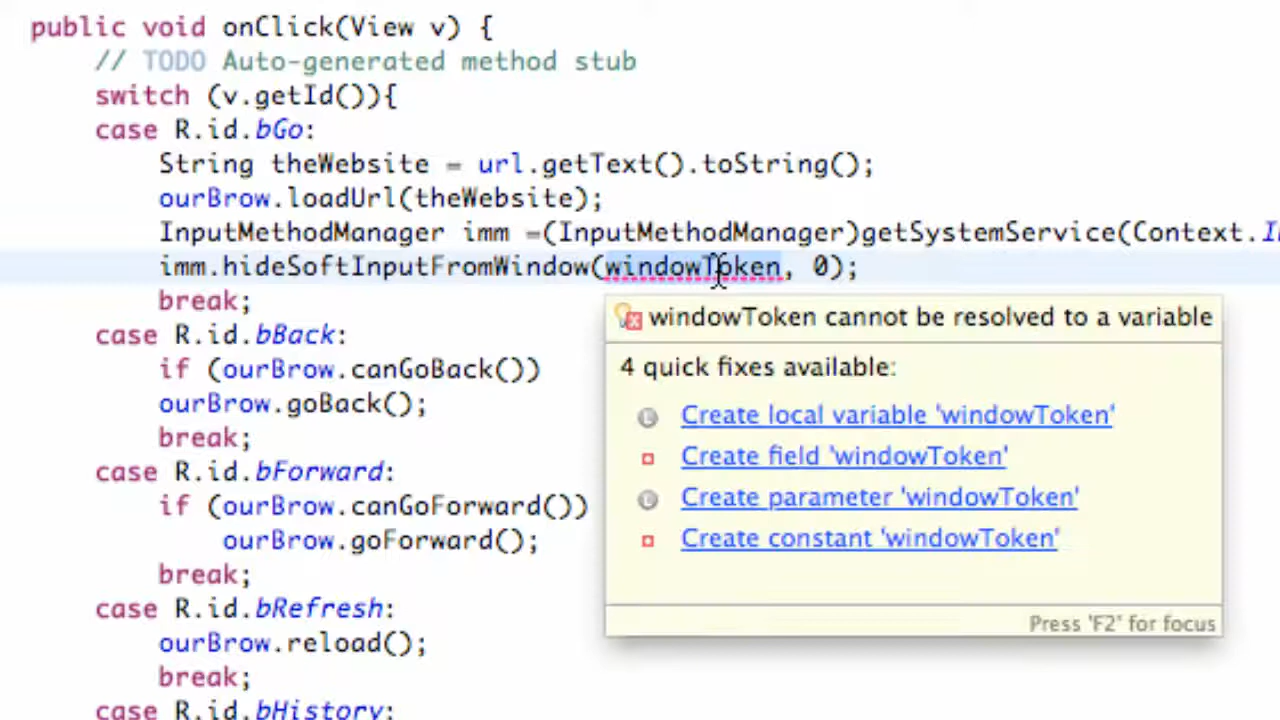 public void onClick(View v) {
// TODO Auto-generated method stub
switch (v.getId()){
case R.id.bGo:
String theWebsite = url.getText().toString();
ourBrow.loadUrl(theWebsite);
InputMethodManager imm =(InputMethodManager)getSystemService(Context.
imm.hideSoftInputFromWindow(windowToken, 0);
break;
case R.id.bBack:
if (ourBrow.canGoBack())
ourBrow.goBack();
break;
case R.id.bForward:
if (ourBrow.canGoForward())
ourBrow.goForward();
break;
case R.id.bRefresh:
ourBrow.reload();
break;
case R.id.bHistory:
windowToken cannot be resolved to a variable
4 quick fixes available:
Create local variable 'windowToken'
Create field 'windowToken'
Create parameter 'windowToken'
Create constant 'windowToken'
Press 'F2' for focus